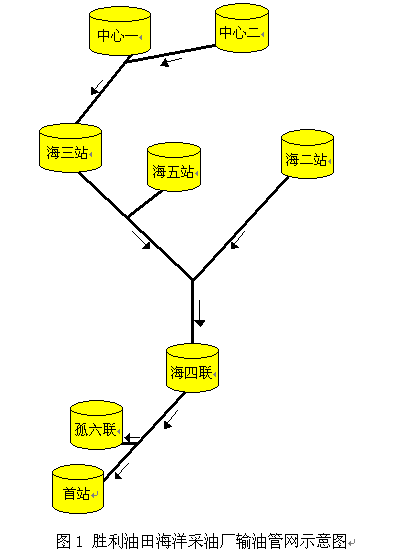 中心一
中心二
海三站
海五站
海二站
海四联
孤六联
首站
图1 胜利油田海洋采油厂输油管网示意图